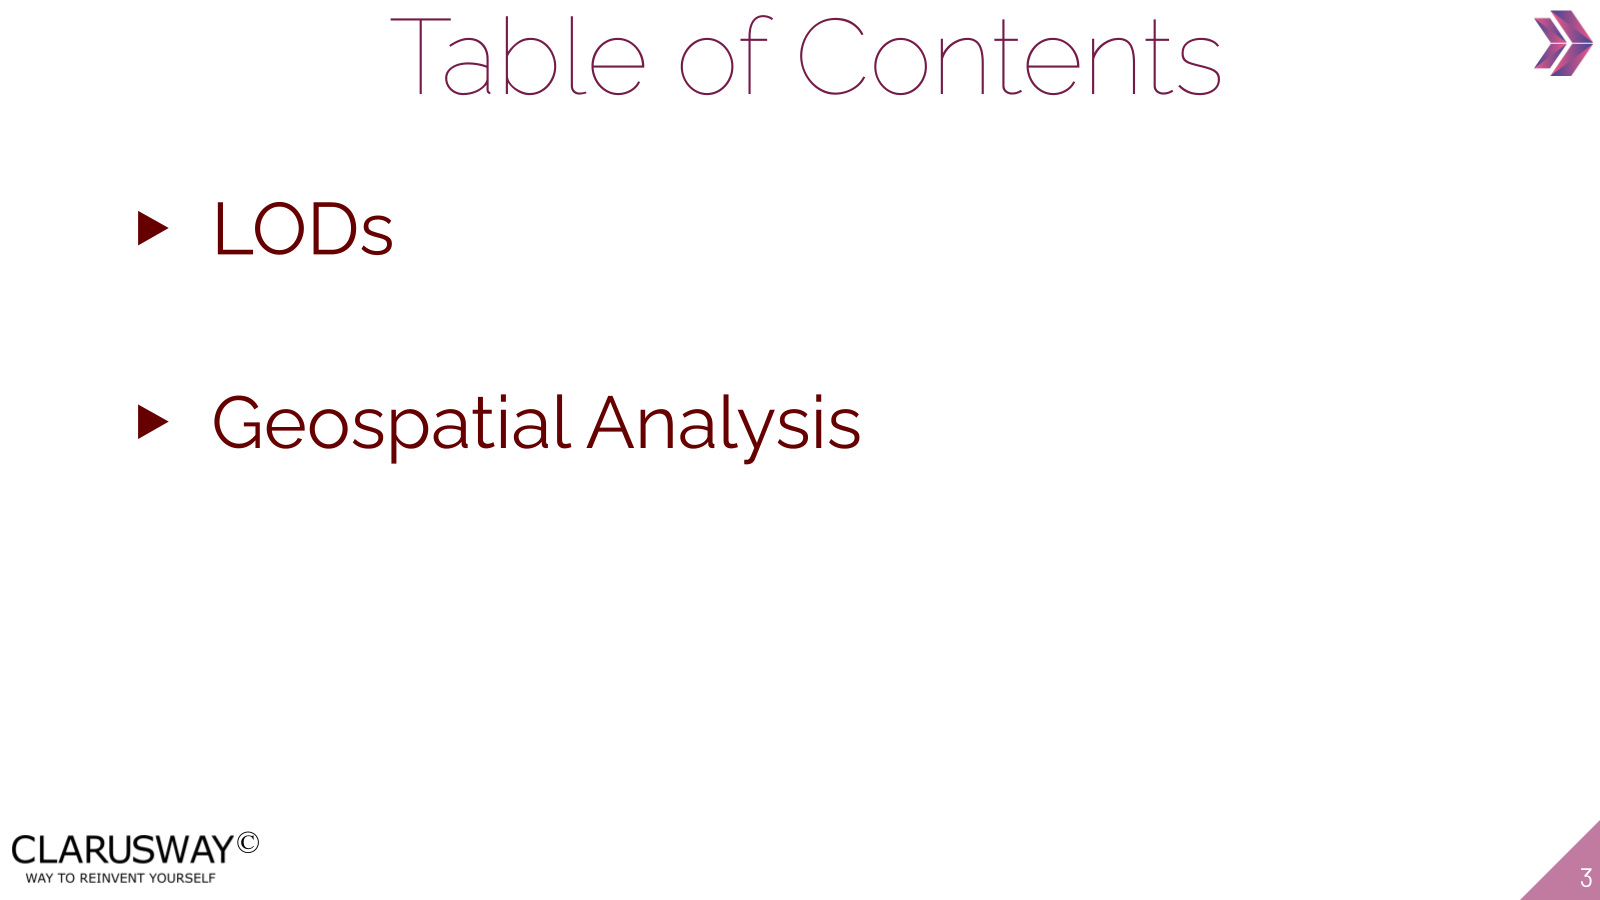 Table of Contents
LODs
Geospatial Analysis
CLARUSWAY©
WAY TO REINVENT YOURSELF
3